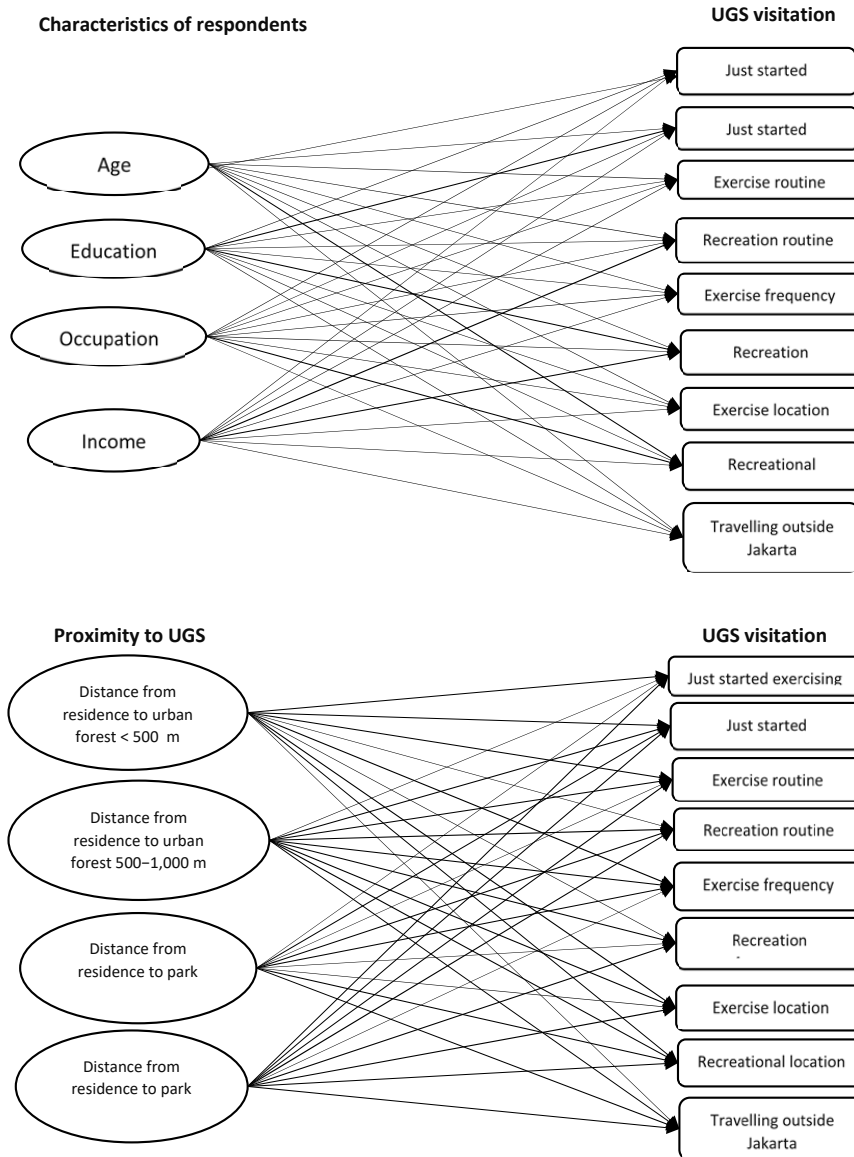 Characteristics of respondents
UGS visitation
Age
Education
Occupation
Income
Just started
Just started
Exercise routine
Recreation routine
Exercise frequency
Recreation
Exercise location
Recreational
Travelling outside
Jakarta
Proximity to UGS
UGS visitation
Distance from
residence to urban
forest < 500 m
Distance from
residence to urban
forest 500–1,000 m
Distance from
residence to park
Distance from
residence to park
Just started exercising
Just started
Exercise routine
Recreation routine
Exercise frequency
Recreation
Exercise location
Recreational location
Travelling outside
Jakarta